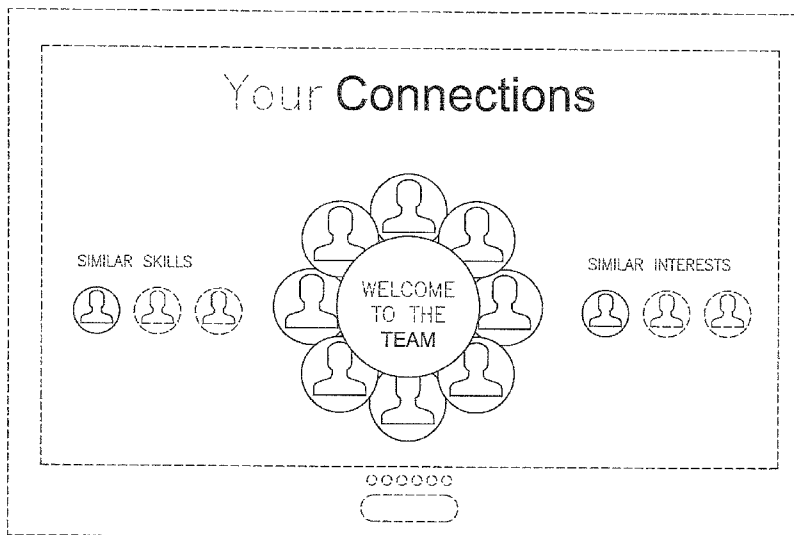 Your Connections
SIMILAR SKILLS
WELCOME
TO THE
TEAM
SIMILAR INTERESTS